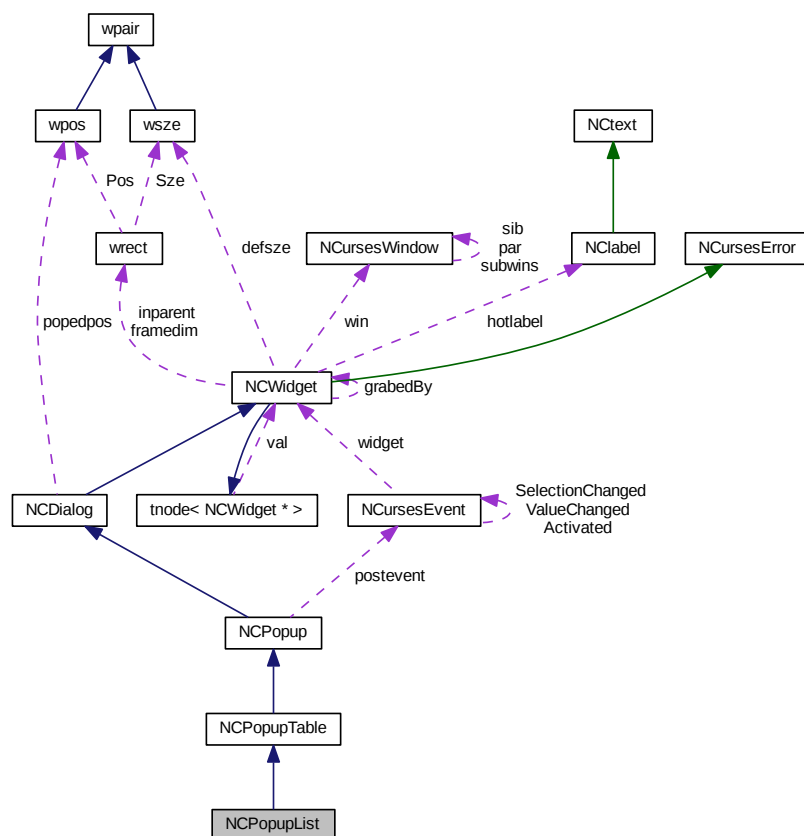 wpair
wpos
wsze
NCtext
Pos
Sze
wrect
defsze
NCursesWindow
sib
par
subwins
NClabel
NCursesError
popedpos
inparent
framedim
win
hotlabel
NCWidget
grabedBy
val
widget
NCDialog
tnode< NCWidget * >
NCursesEvent
SelectionChanged
ValueChanged
Activated
postevent
NCPopup
NCPopupTable
NCPopupList